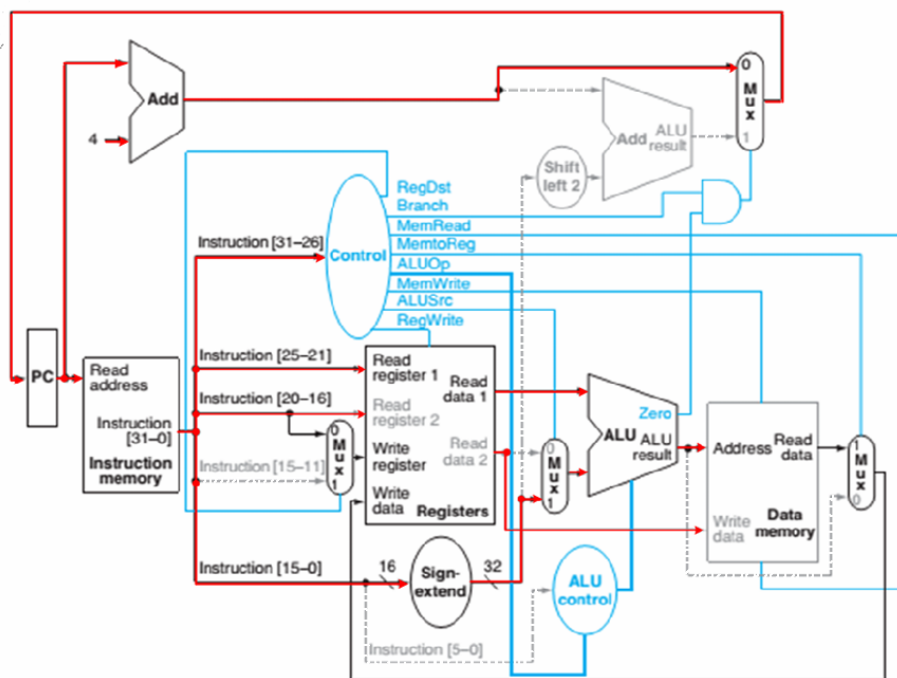 0
M
u
x
1
Add
4
Add
ALU
result
Shift
left 2
RegDst
Branch
MemRead
MemtoReg
ALUOp
MemWrite
ALUSrc
RegWrite
Control
Instruction [31–26]
Instruction [25–21]
Instruction [20–16]
Instruction [15–11]
Instruction [15–0]
Instruction [5–0]
PC
Read
address
Instruction
[31–0]
Instruction
memory
0
M
u
x
1
Read
register 1
Read
register 2
Write
register
Write
data
Read
data 1
Read
data 2
Registers
16
Sign-
extend
32
0
M
u
x
1
Zero
ALU
ALU
result
ALU
control
Address
Read
data
Write
data
Data
memory
1
M
u
x
0